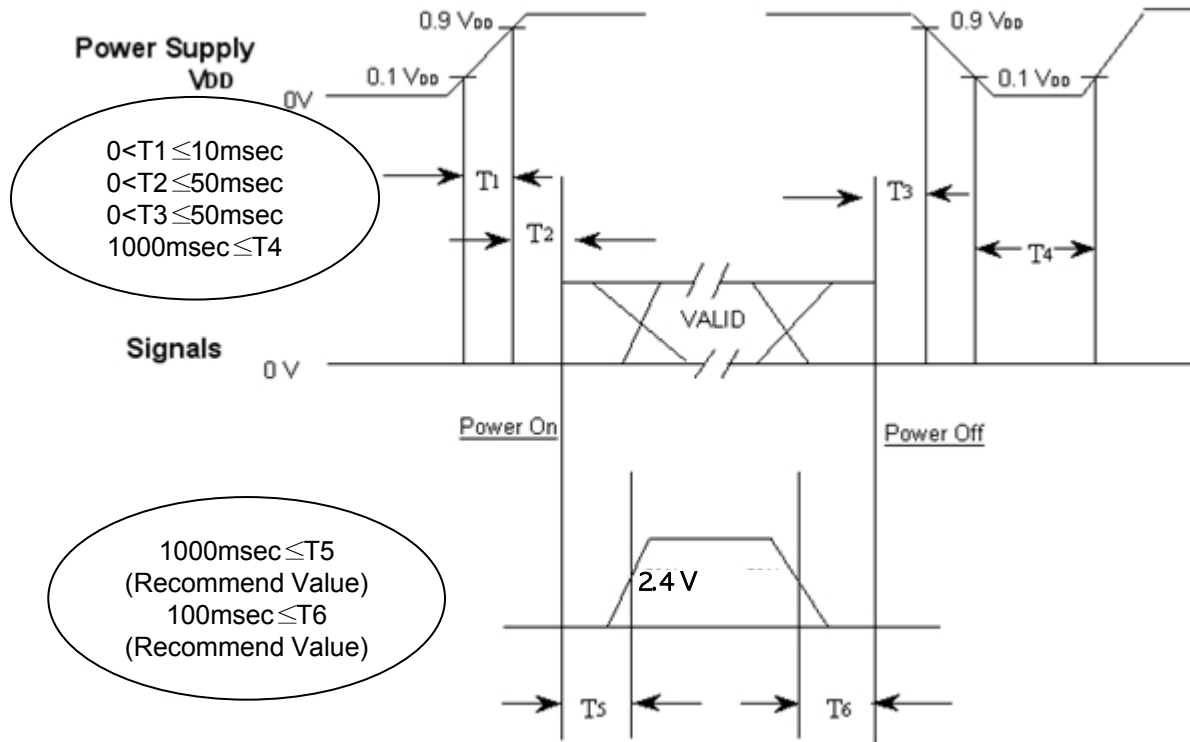 0.9 VDD
0.9 VDD
Power Supply
VDD
0.1 VDD
0.1 VDD
0V
0<T1≤10msec
0<T2≤50msec
0<T3≤50msec
1000msec≤T4
T1
T3
T2
T4
VALID
Signals
0 V
Power On
Power Off
1000msec≤T5
(Recommend Value)
100msec≤T6
(Recommend Value)
2.4 V
T5
T6